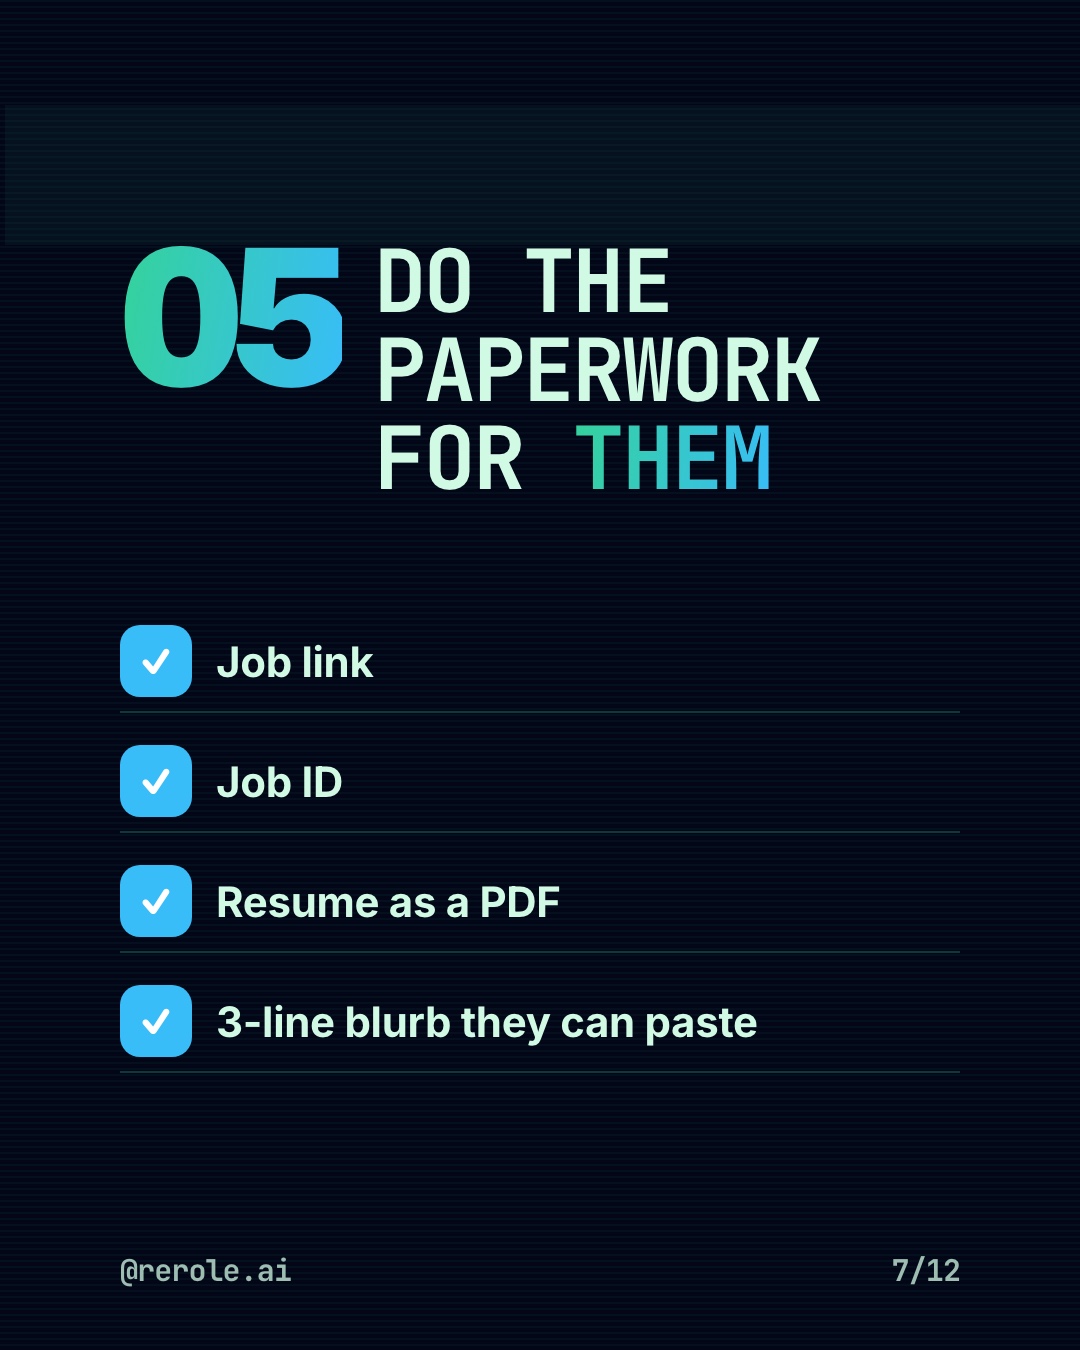 05
DO THE
PAPERWORK
FOR THEM
Job link
Job ID
Resume as a PDF
3-line blurb they can paste
@rerole.ai
7/12